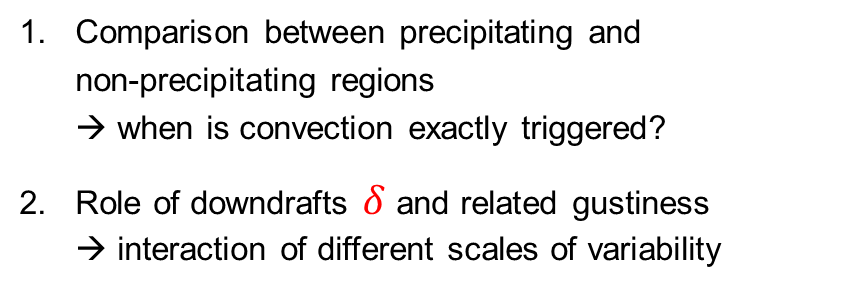 1. Comparison between precipitating and
non-precipitating regions
→ when is convection exactly triggered?
2. Role of downdrafts δ and related gustiness
→ interaction of different scales of variability